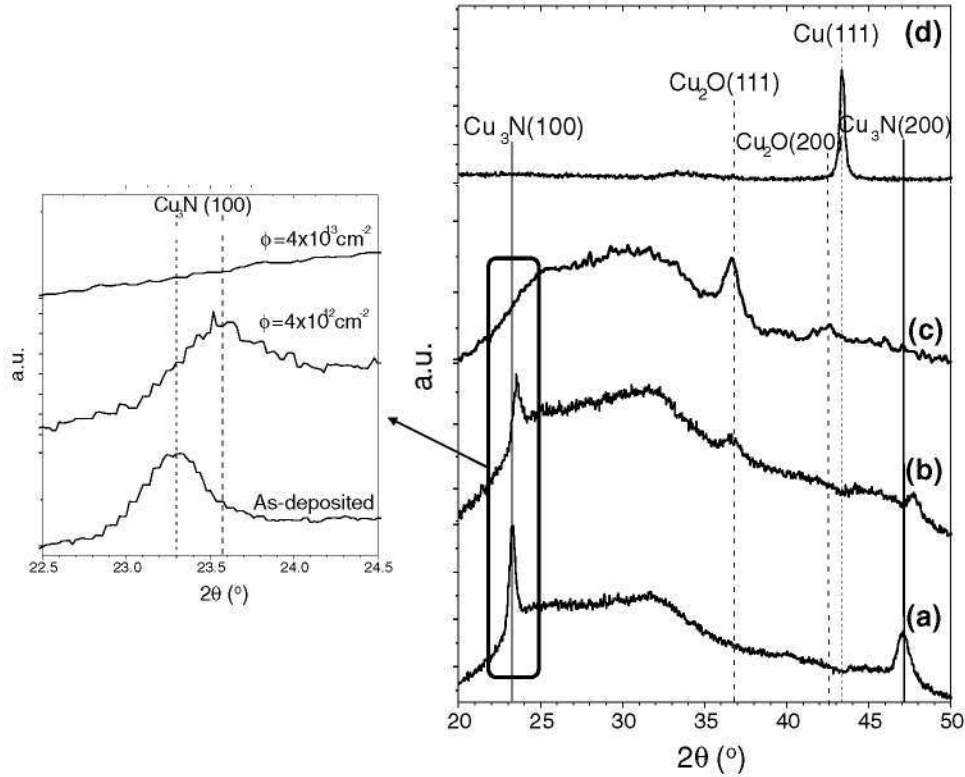 Cu₃N (100)
ϕ=4x10¹³cm⁻²
ϕ=4x10¹²cm⁻²
As-deposited
a.u.
22.5 23.0 23.5 24.0 24.5
2θ (°)
Cu(111)
(d)
Cu₂O(111)
Cu₃N(100)
Cu₂O(200)
Cu₃N(200)
(c)
(b)
(a)
a.u.
20 25 30 35 40 45 50
2θ (°)